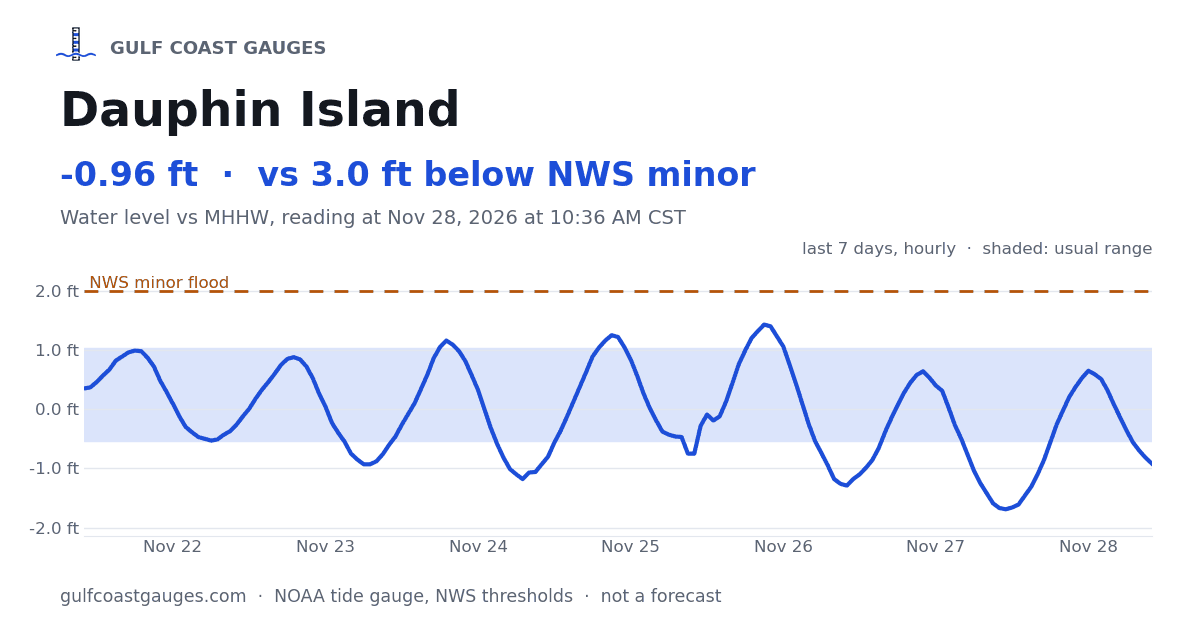 GULF COAST GAUGES
Dauphin Island
-0.96 ft · vs 3.0 ft below NWS minor
Water level vs MHHW, reading at Nov 28, 2026 at 10:36 AM CST
last 7 days, hourly · shaded: usual range
NWS minor flood
2.0 ft
1.0 ft
0.0 ft
-1.0 ft
-2.0 ft
Nov 22 Nov 23 Nov 24 Nov 25 Nov 26 Nov 27 Nov 28
gulfcoastgauges.com · NOAA tide gauge, NWS thresholds · not a forecast